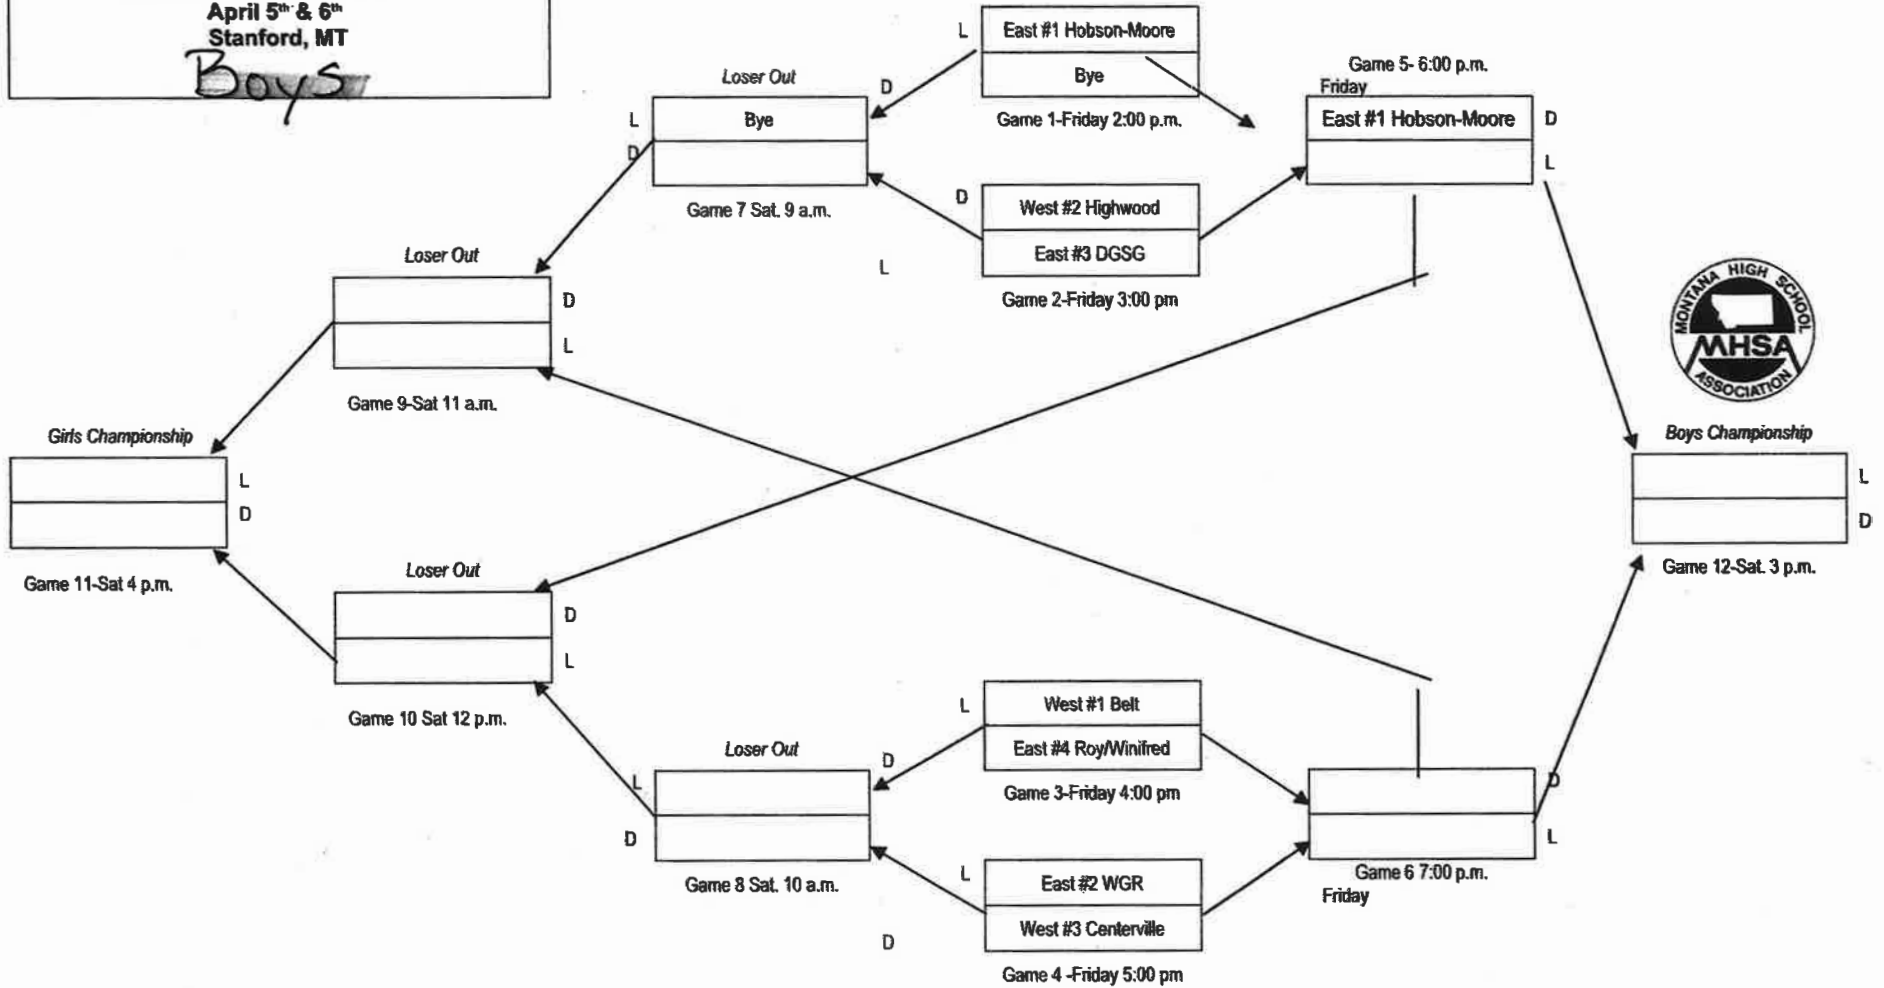 April 5th & 6th
Stanford, MT
Boys
L
East #1 Hobson-Moore
Bye
Game 1-Friday 2:00 p.m.
Game 5- 6:00 p.m.
Friday
East #1 Hobson-Moore
D
L
Loser Out
D
L
Bye
D
Game 7 Sat. 9 a.m.
D
West #2 Highwood
East #3 DGSG
L
Game 2-Friday 3:00 pm
Loser Out
D
L
Game 9-Sat 11 a.m.
MONTANA HIGH SCHOOL
MHSA
ASSOCIATION
Girls Championship
L
D
Game 11-Sat 4 p.m.
Boys Championship
L
D
Game 12-Sat. 3 p.m.
Loser Out
D
L
Game 10 Sat 12 p.m.
L
West #1 Belt
East #4 Roy/Winifred
Game 3-Friday 4:00 pm
Loser Out
D
L
D
Game 8 Sat. 10 a.m.
D
L
Game 6 7:00 p.m.
Friday
L
East #2 WGR
West #3 Centerville
D
Game 4 -Friday 5:00 pm